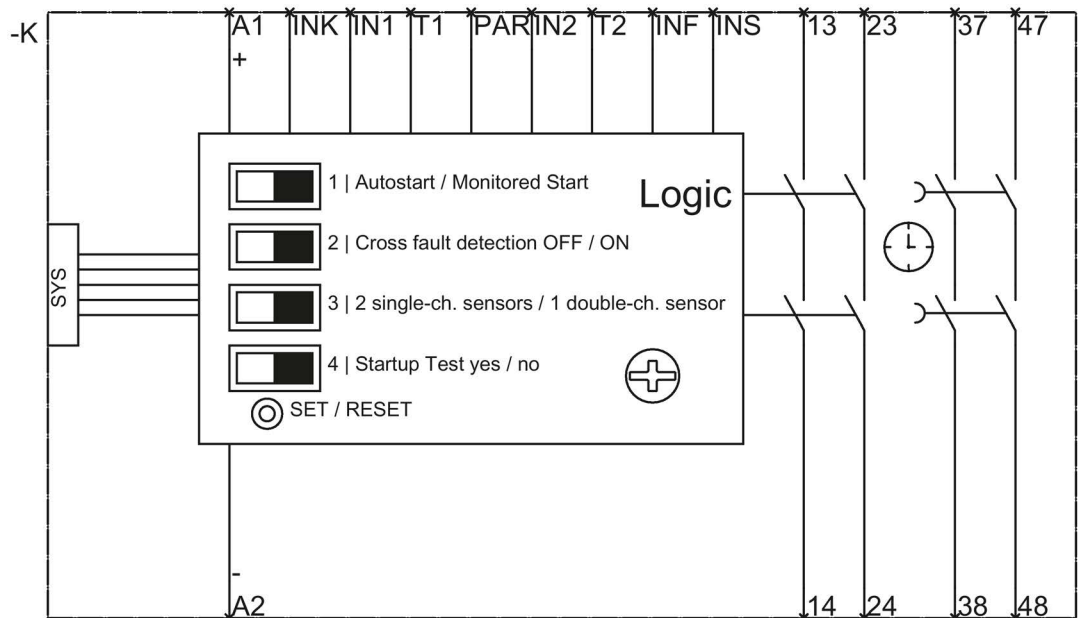 -K
A1 INK IN1 T1 PAR IN2 T2 INF INS 13 23 37 47
+
1 | Autostart / Monitored Start
Logic
2 | Cross fault detection OFF / ON
SYS
3 | 2 single-ch. sensors / 1 double-ch. sensor
4 | Startup Test yes / no
SET / RESET
-
A2 14 24 38 48